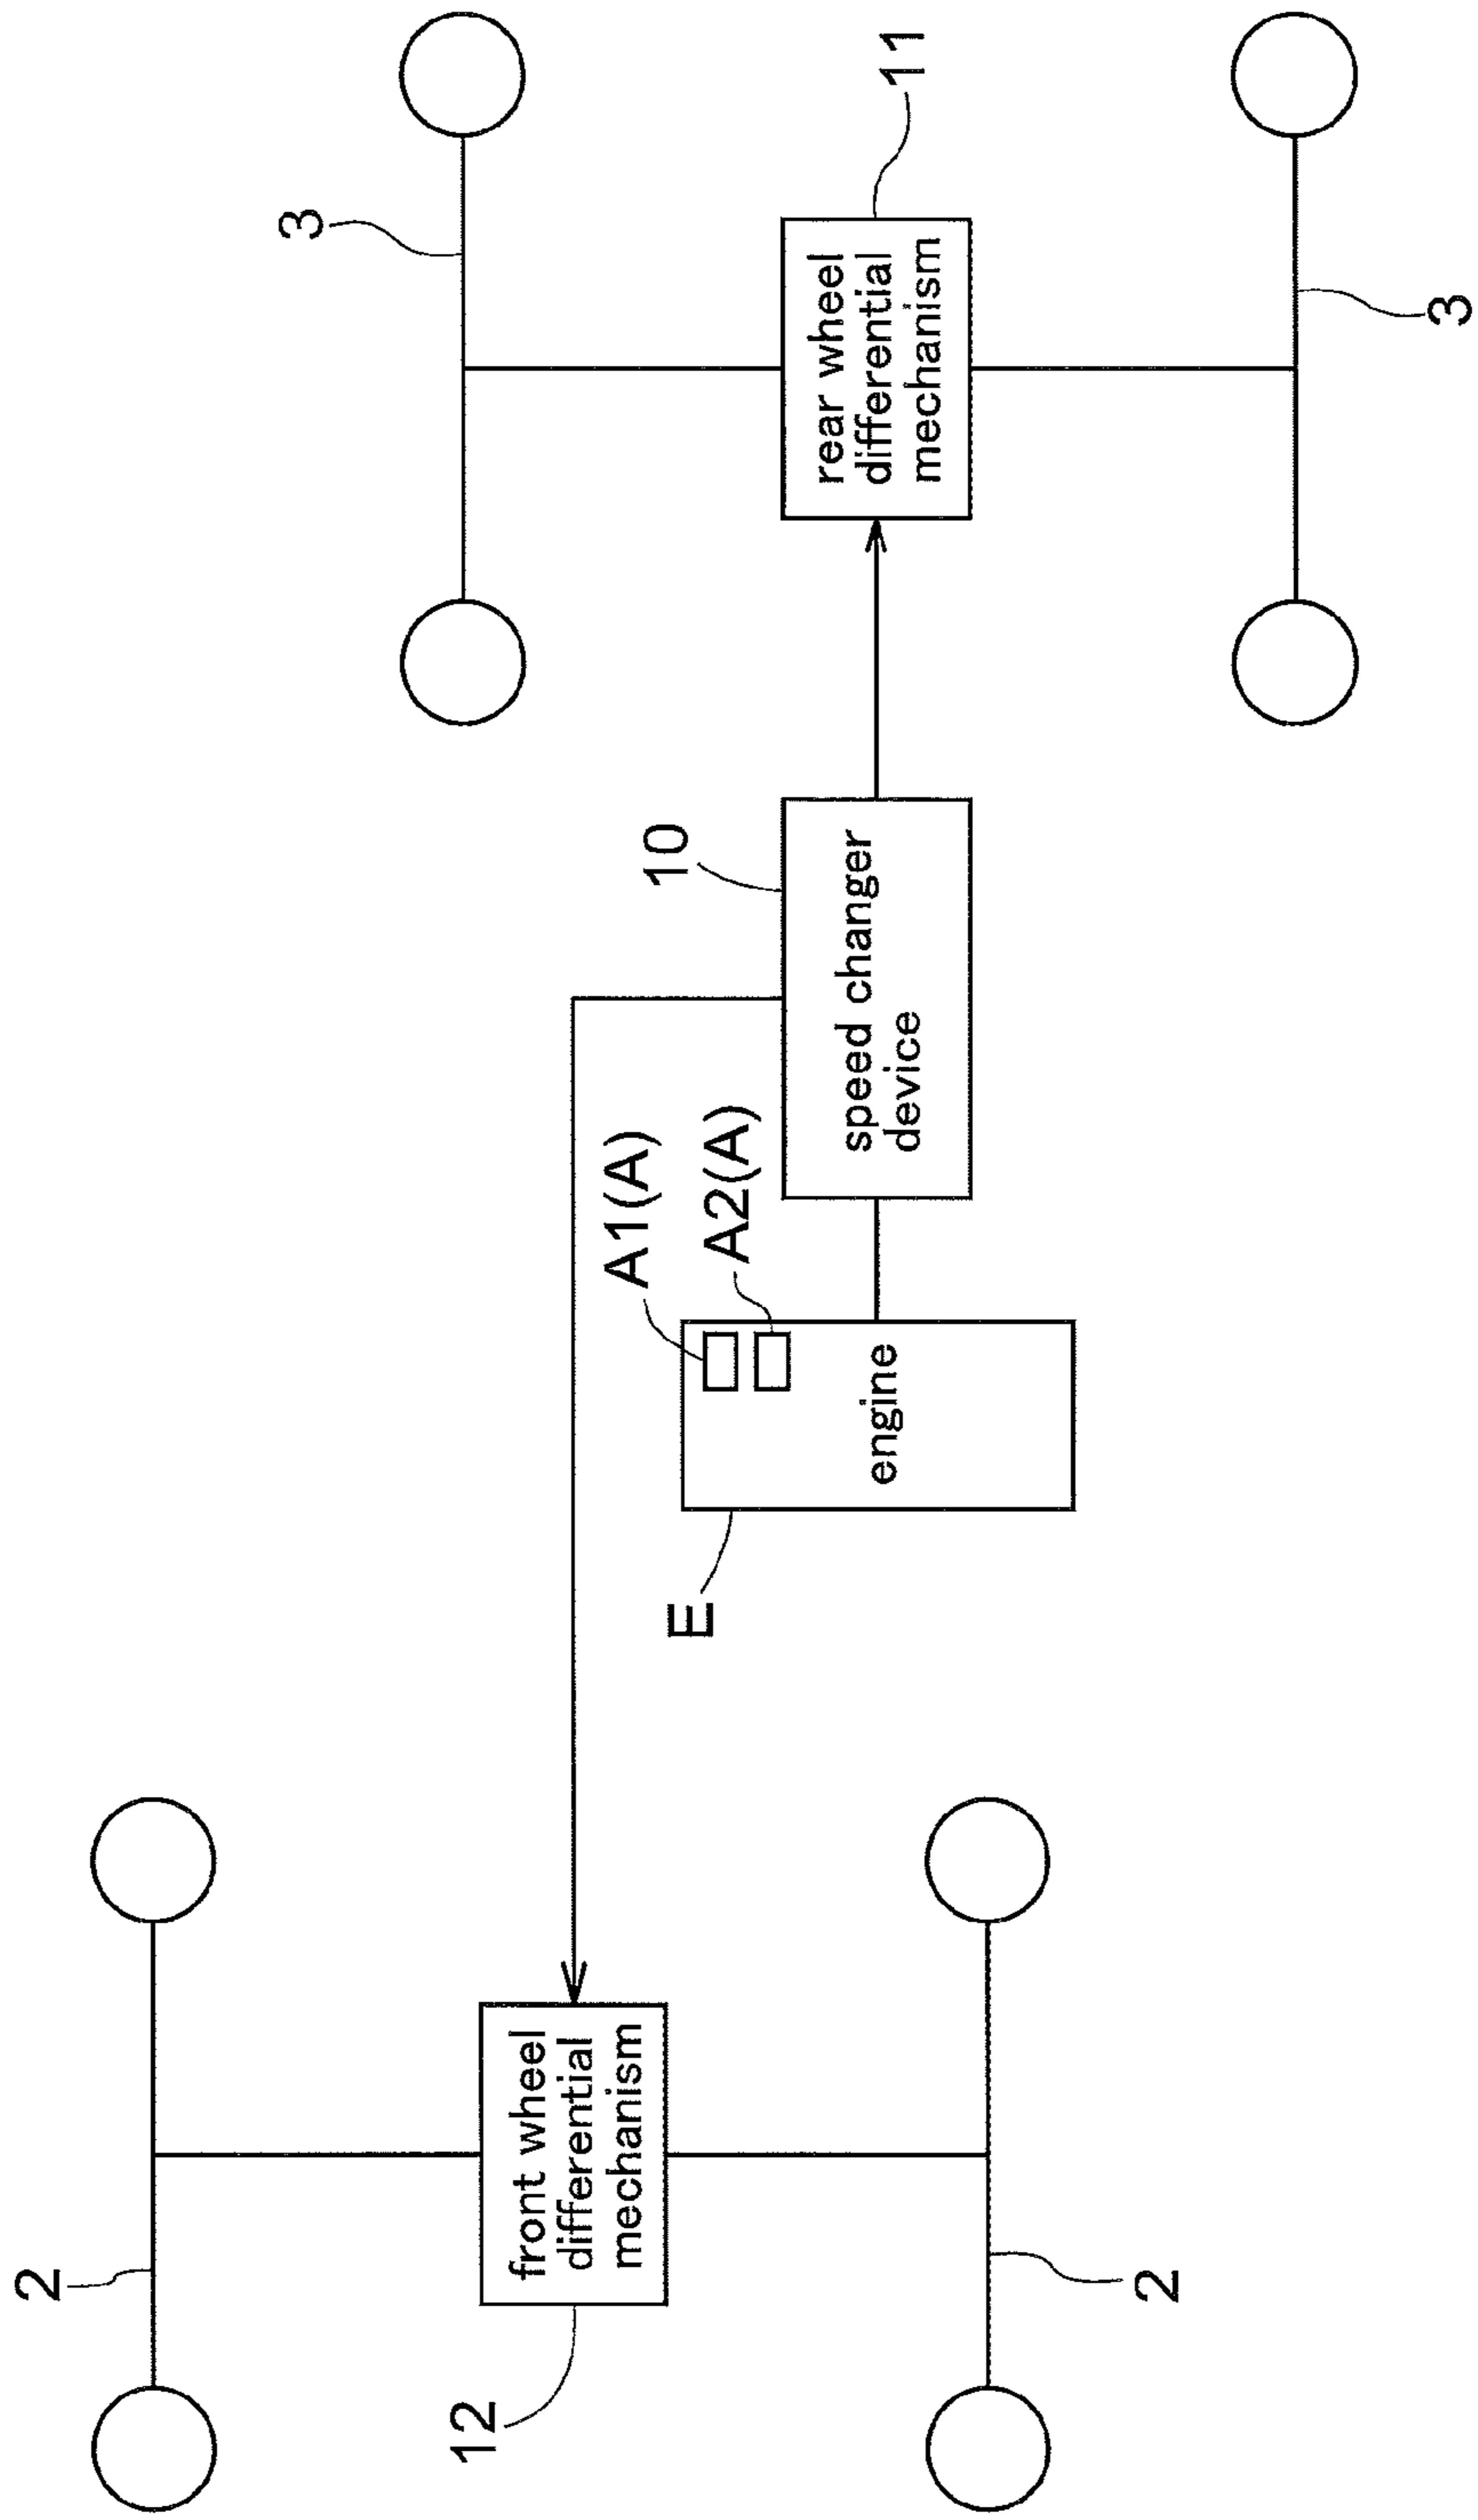 3
11
rear wheel
differential
mechanism
3
10
speed changer
device
A1(A)
A2(A)
engine
E
2
front wheel
differential
mechanism
12
2